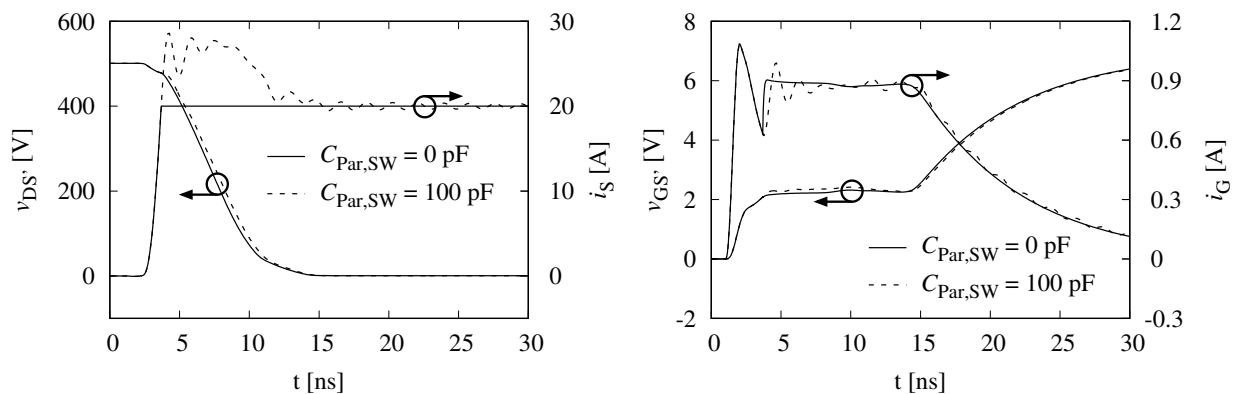 600
400
200
0
v_DS', [V]
30
20
10
0
i_S [A]
C_Par,SW = 0 pF
C_Par,SW = 100 pF
0 5 10 15 20 25 30
t [ns]
8
6
4
2
0
-2
v_GS', [V]
1.2
0.9
0.6
0.3
0
-0.3
i_G [A]
C_Par,SW = 0 pF
C_Par,SW = 100 pF
0 5 10 15 20 25 30
t [ns]